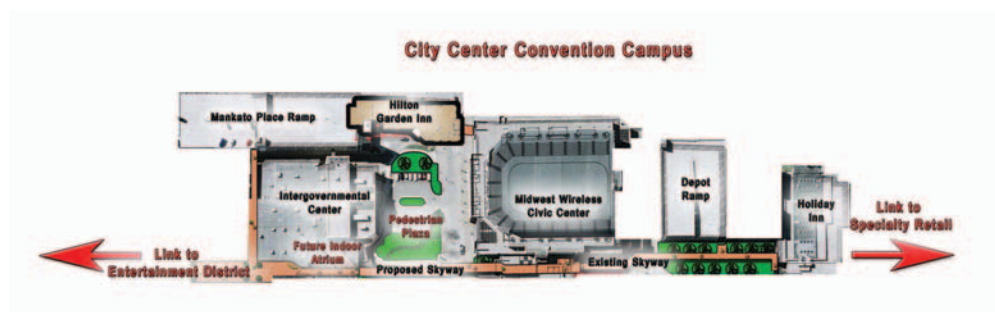 City Center Convention Campus
Mankato Place Ramp
Hilton
Garden Inn
Intergovernmental
Center
Pedestrian
Plaza
Midwest Wireless
Civic Center
Depot
Ramp
Holiday
Inn
Link to
Specialty Retail
Future Indoor
Atrium
Link to
Entertainment District
Proposed Skyway
Existing Skyway